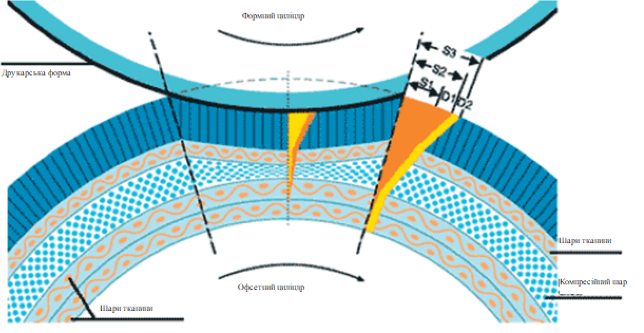 Формний циліндр
Друкарська форма
S3
S2
S1
D1
D2
Шари тканини
Компресійний шар
Офсетний циліндр
Шари тканини